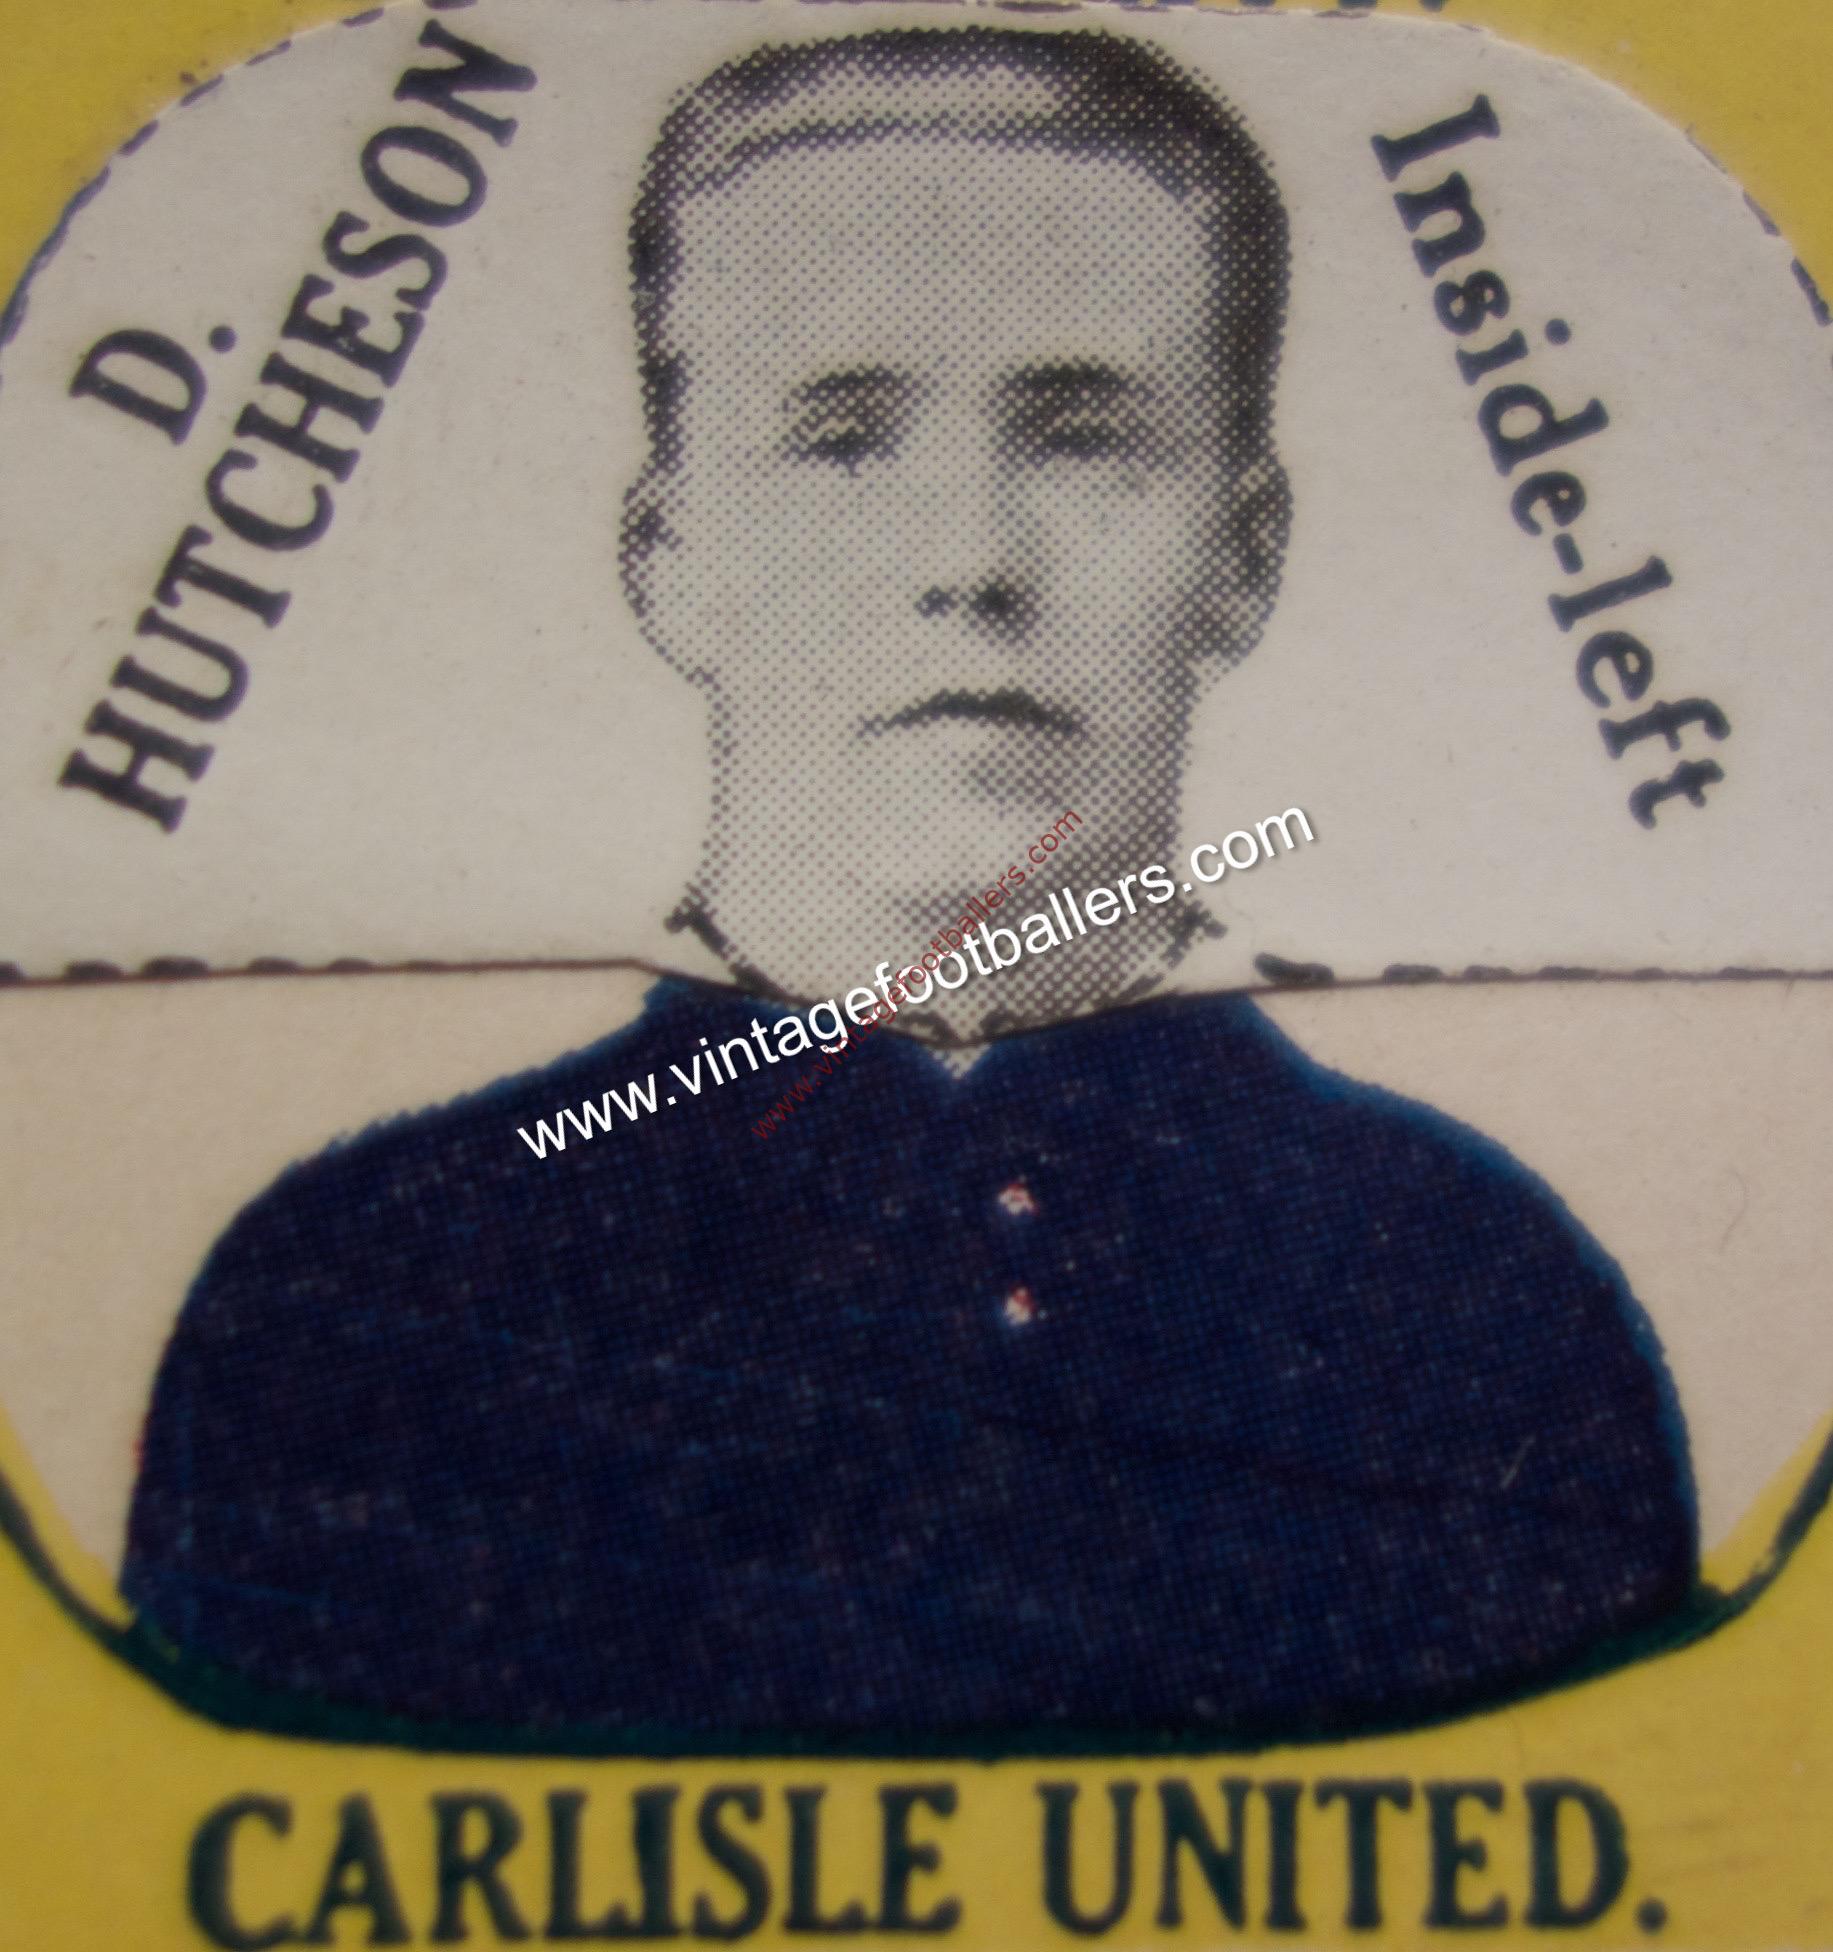 D.
HUTCHESON
Inside-left
www.vintagefootballers.com
www.vintagefootballers.com
CARLISLE UNITED.